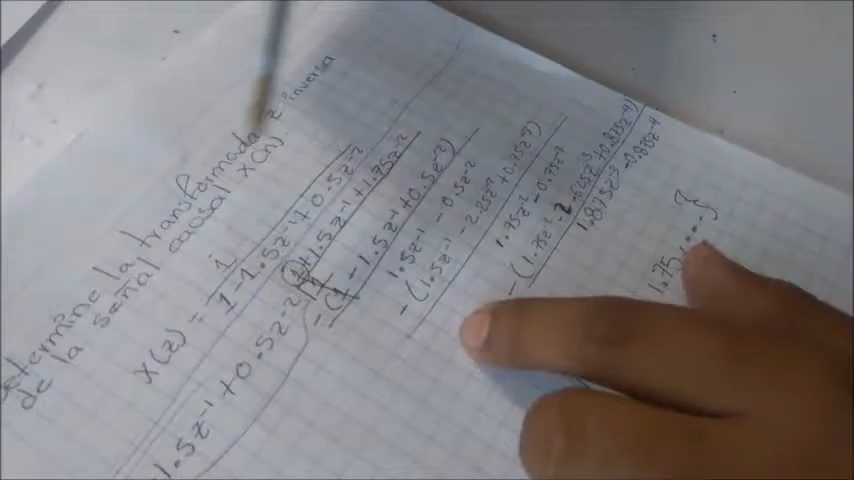 Determine la transformada z inversa
de la señal causal X(n).
X(z) = 1
1-1.5z-1+0.5z-2
1+1.5z-1+1.75z-2
1.5z-1+0.5z-2 1
-(1-1.5z-1+0.5z-2)
1.5z-1-0.5z-2
-(1.5z-1-2.25z-2+0.75z-3)
1.75z-2-0.75z-3
-(1.75z-2-2.625z-3+0.875z-4)
1.875z-3-0.875z-4
1.75,...}